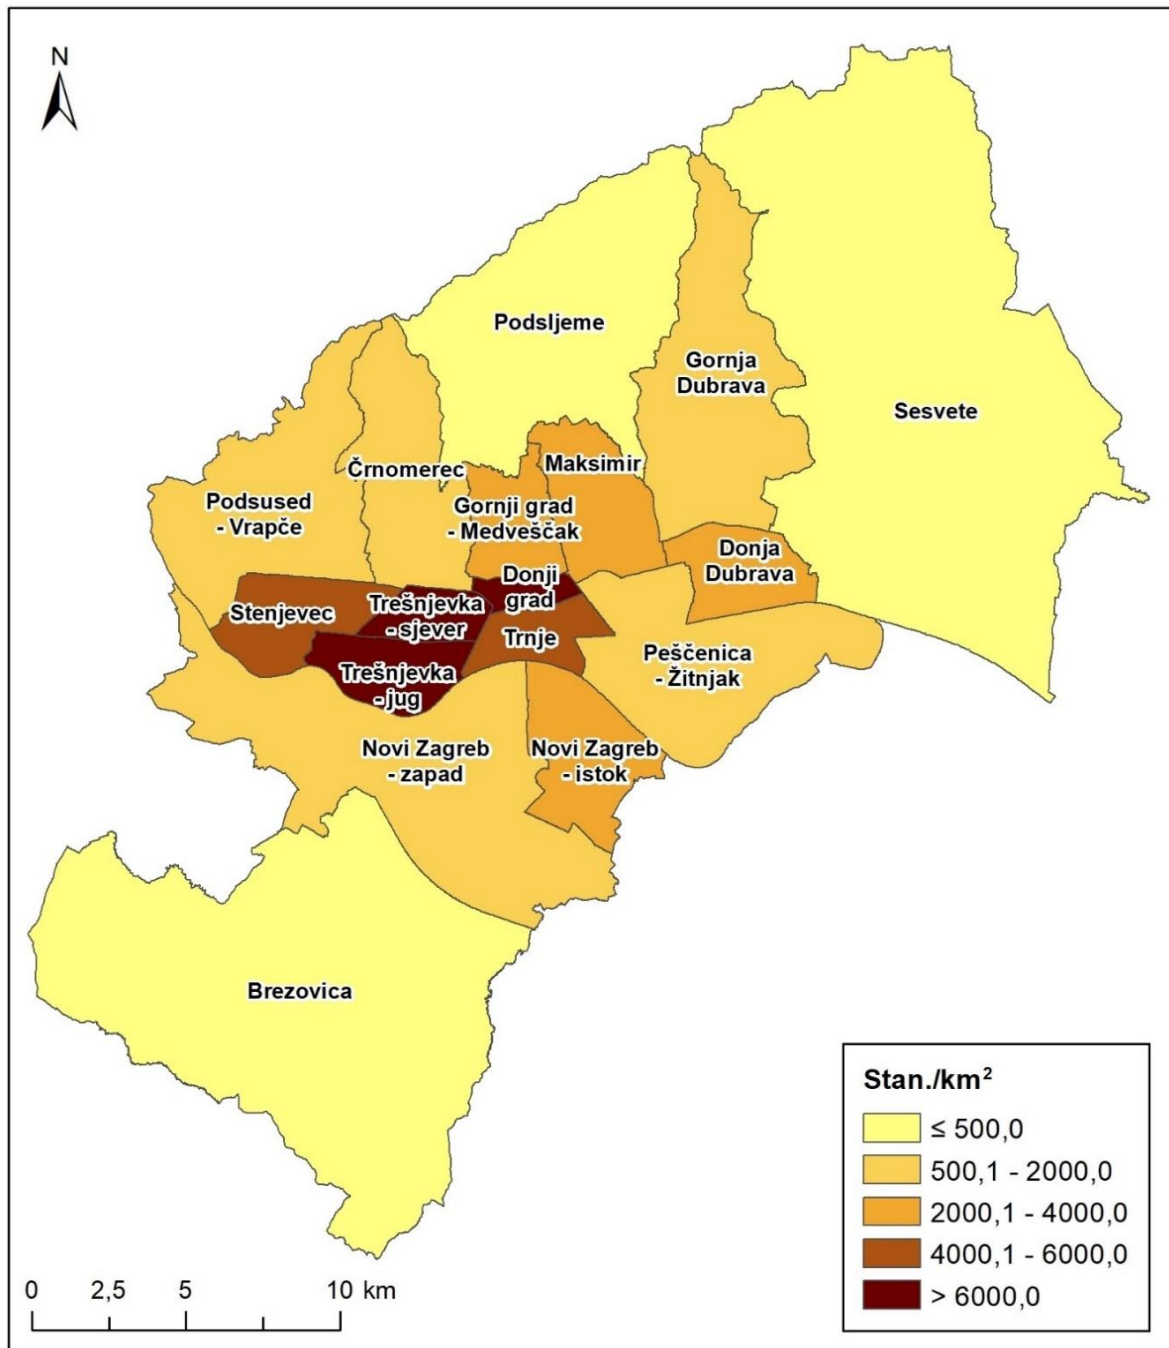 N
Podsljeme
Gornja
Dubrava
Sesvete
Črnomerec
Maksimir
Podsused
- Vrapče
Gornji grad
- Medveščak
Donja
Dubrava
Donji
grad
Stenjevec
Trešnjevka
- sjever
Trnje
Peščenica
- Žitnjak
Trešnjevka
- jug
Novi Zagreb
- zapad
Novi Zagreb
- istok
Brezovica
Stan./km²
≤ 500,0
500,1 - 2000,0
2000,1 - 4000,0
4000,1 - 6000,0
> 6000,0
0 2,5 5 10 km